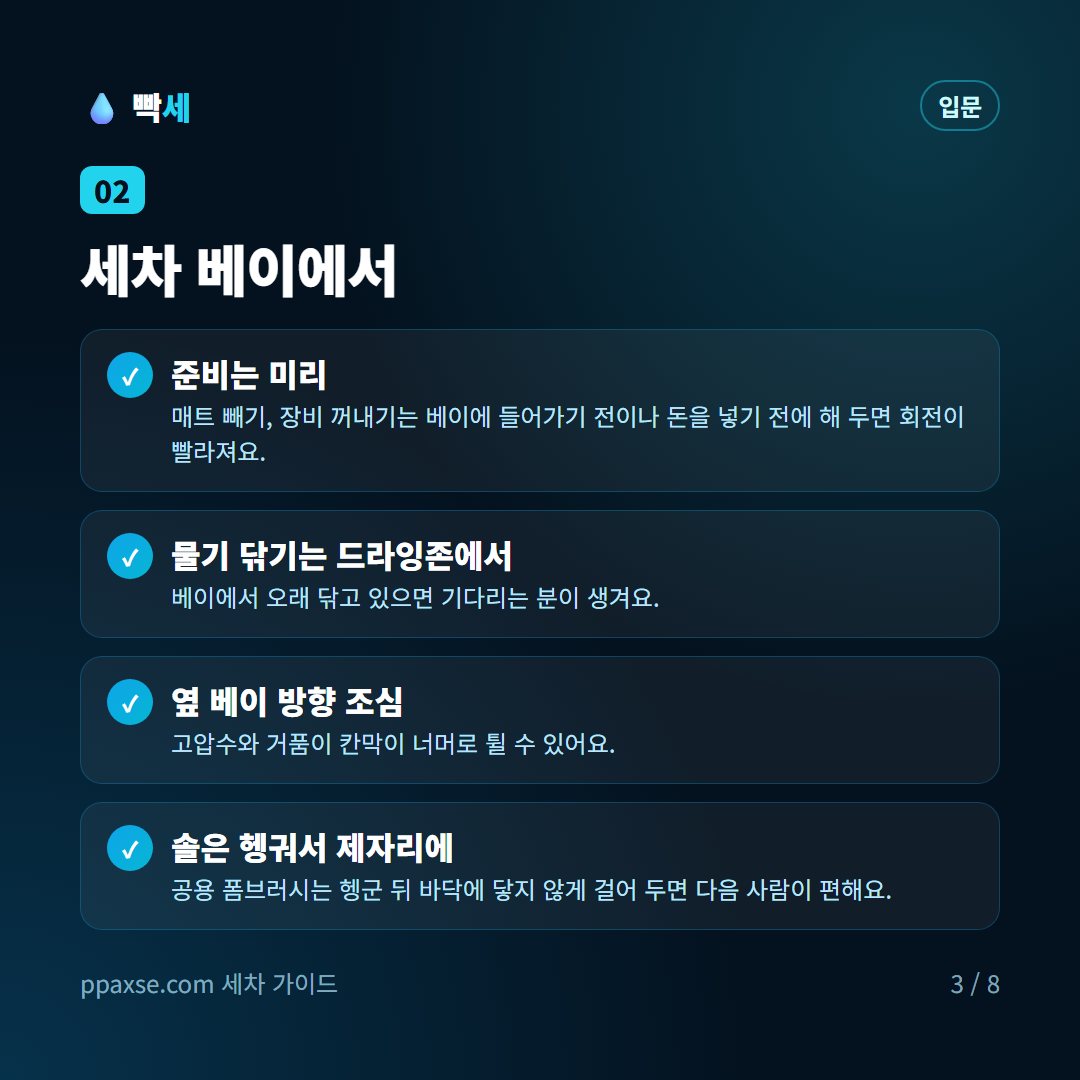 빡세
입문
02
세차 베이에서
준비는 미리
매트 빼기, 장비 꺼내기는 베이에 들어가기 전이나 돈을 넣기 전에 해 두면 회전이
빨라져요.
물기 닦기는 드라잉존에서
베이에서 오래 닦고 있으면 기다리는 분이 생겨요.
옆 베이 방향 조심
고압수와 거품이 칸막이 너머로 튈 수 있어요.
솔은 헹궈서 제자리에
공용 폼브러시는 헹군 뒤 바닥에 닿지 않게 걸어 두면 다음 사람이 편해요.
ppaxse.com 세차 가이드
3 / 8